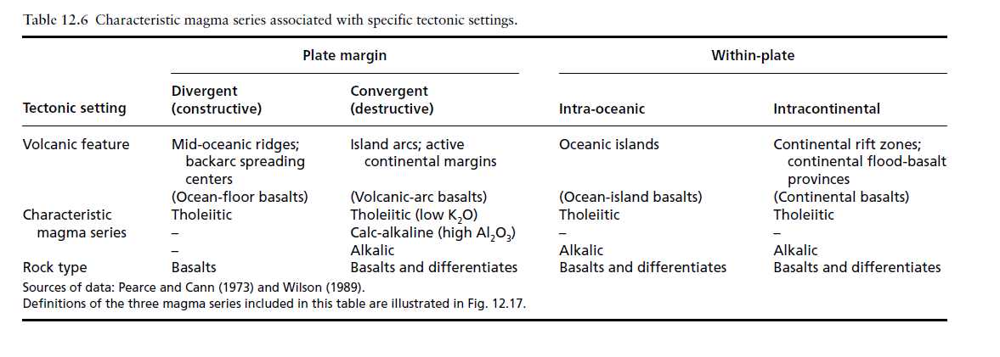 Table 12.6 Characteristic magma series associated with specific tectonic settings.
Plate margin Within-plate
Divergent Convergent
Tectonic setting (constructive) (destructive) Intra-oceanic Intracontinental
Volcanic feature Mid-oceanic ridges; Island arcs; active Oceanic islands Continental rift zones;
backarc spreading continental margins continental flood-basalt
centers provinces
(Ocean-floor basalts) (Volcanic-arc basalts) (Ocean-island basalts) (Continental basalts)
Characteristic Tholeiitic Tholeiitic (low K₂O) Tholeiitic Tholeiitic
magma series – Calc-alkaline (high Al₂O₃) – –
– Alkalic Alkalic Alkalic
Rock type Basalts Basalts and differentiates Basalts and differentiates Basalts and differentiates
Sources of data: Pearce and Cann (1973) and Wilson (1989).
Definitions of the three magma series included in this table are illustrated in Fig. 12.17.